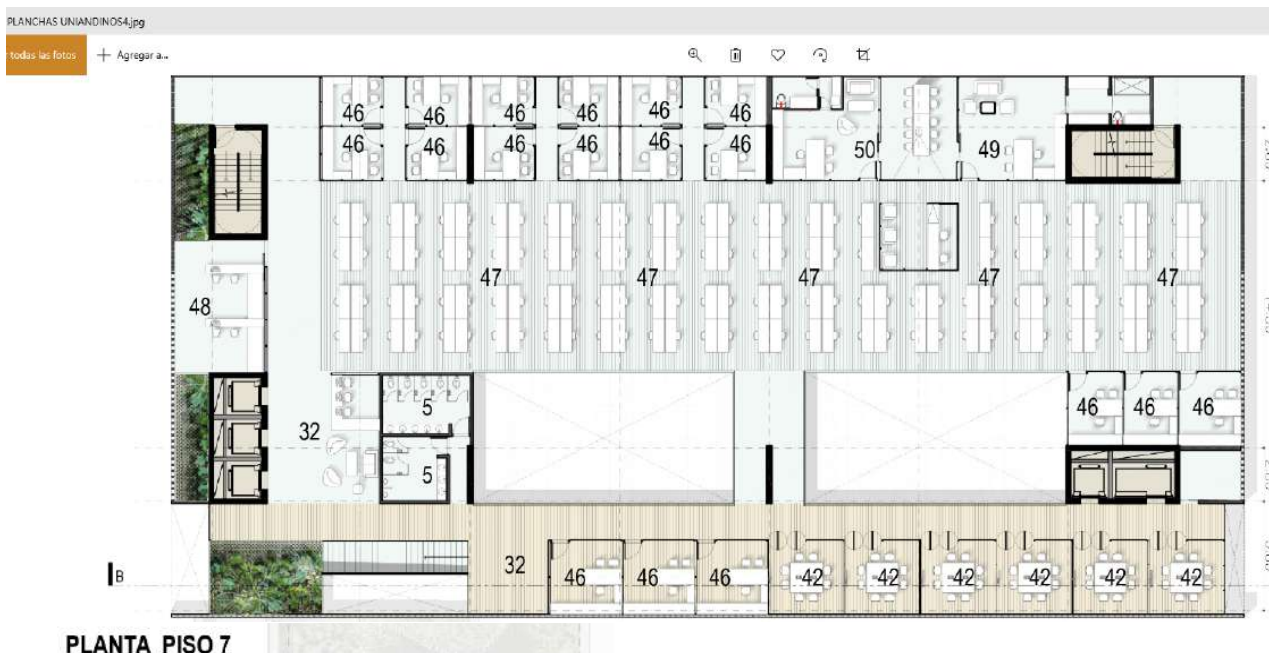 PLANCHAS UNIANDINOS4.jpg
todas las fotos
Agregar a...
46 46 46 46 46 46
46 46 46 46 46 46
50
49
47 47 47 47 47
48
5
46 46 46
32
5
32
46 46 46
42 42 42 42 42 42
B
PLANTA PISO 7